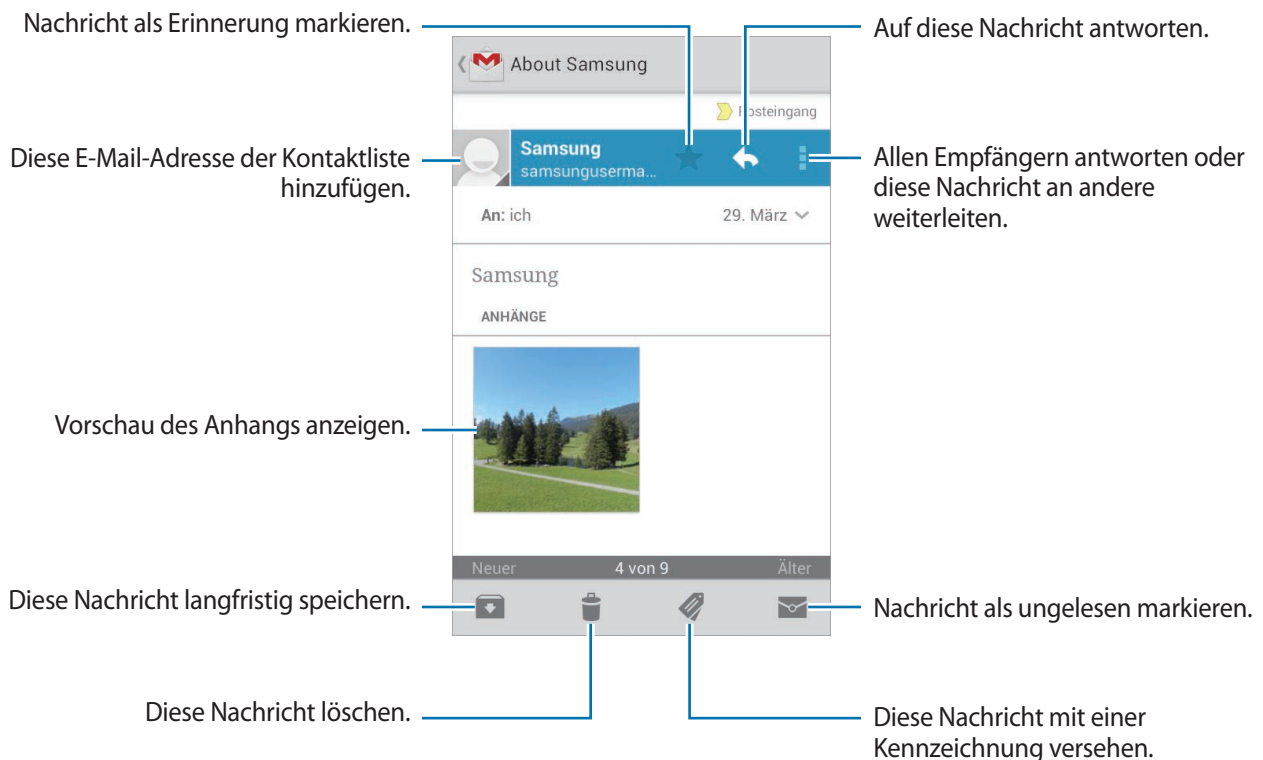 Nachricht als Erinnerung markieren.
Auf diese Nachricht antworten.
About Samsung
Posteingang
Diese E-Mail-Adresse der Kontaktliste
hinzufügen.
Samsung
samsunguserma...
Allen Empfängern antworten oder
diese Nachricht an andere
weiterleiten.
An: ich
29. März
Samsung
ANHÄNGE
Vorschau des Anhangs anzeigen.
Neuer
4 von 9
Älter
Diese Nachricht langfristig speichern.
Nachricht als ungelesen markieren.
Diese Nachricht löschen.
Diese Nachricht mit einer
Kennzeichnung versehen.